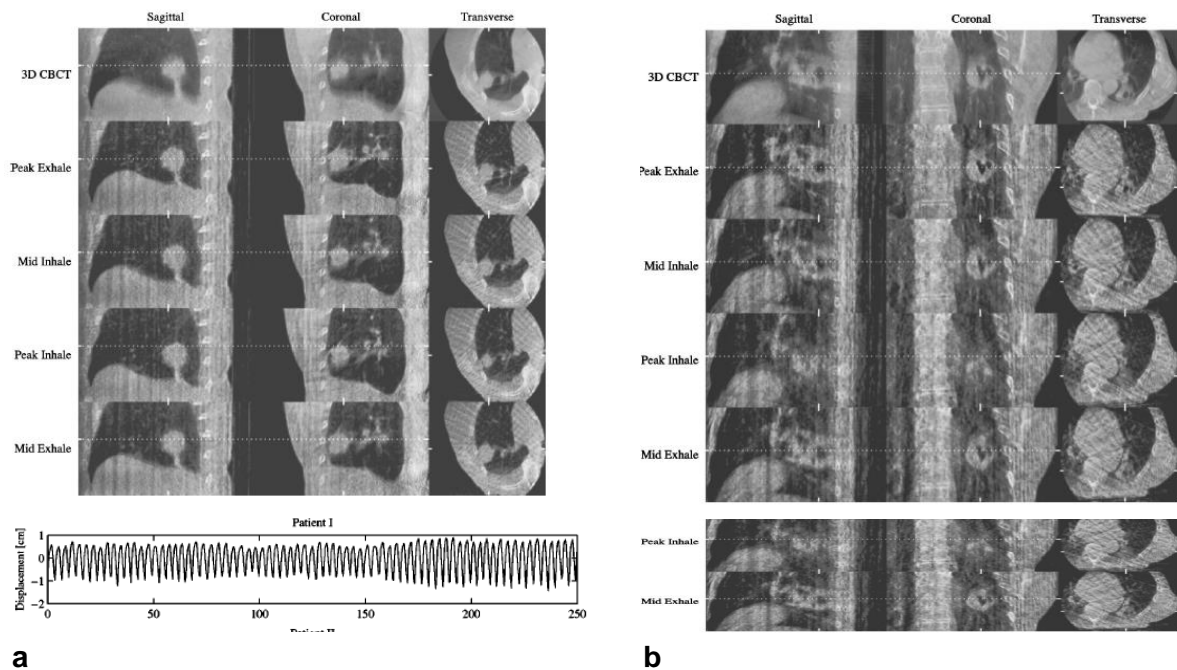 Sagittal Coronal Transverse
3D CBCT
Peak Exhale
Mid Inhale
Peak Inhale
Mid Exhale
Patient I
Displacement [cm]
1
0
−1
−2
0 50 100 150 200 250
a
Sagittal Coronal Transverse
3D CBCT
Peak Exhale
Mid Inhale
Peak Inhale
Mid Exhale
Peak Inhale
Mid Exhale
b